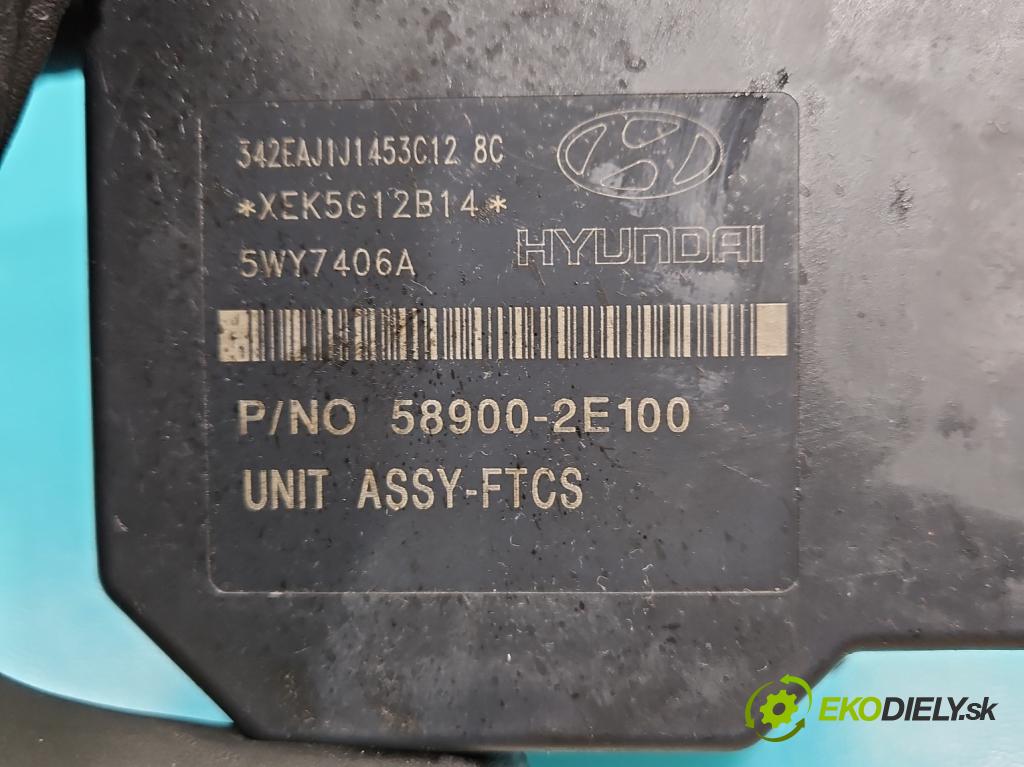 342EAJ1J1453C12 8C
*XEK5G12B14*
5WY7406A
HYUNDAI
P/NO 58900-2E100
UNIT ASSY-FTCS
EKODIELY.sk